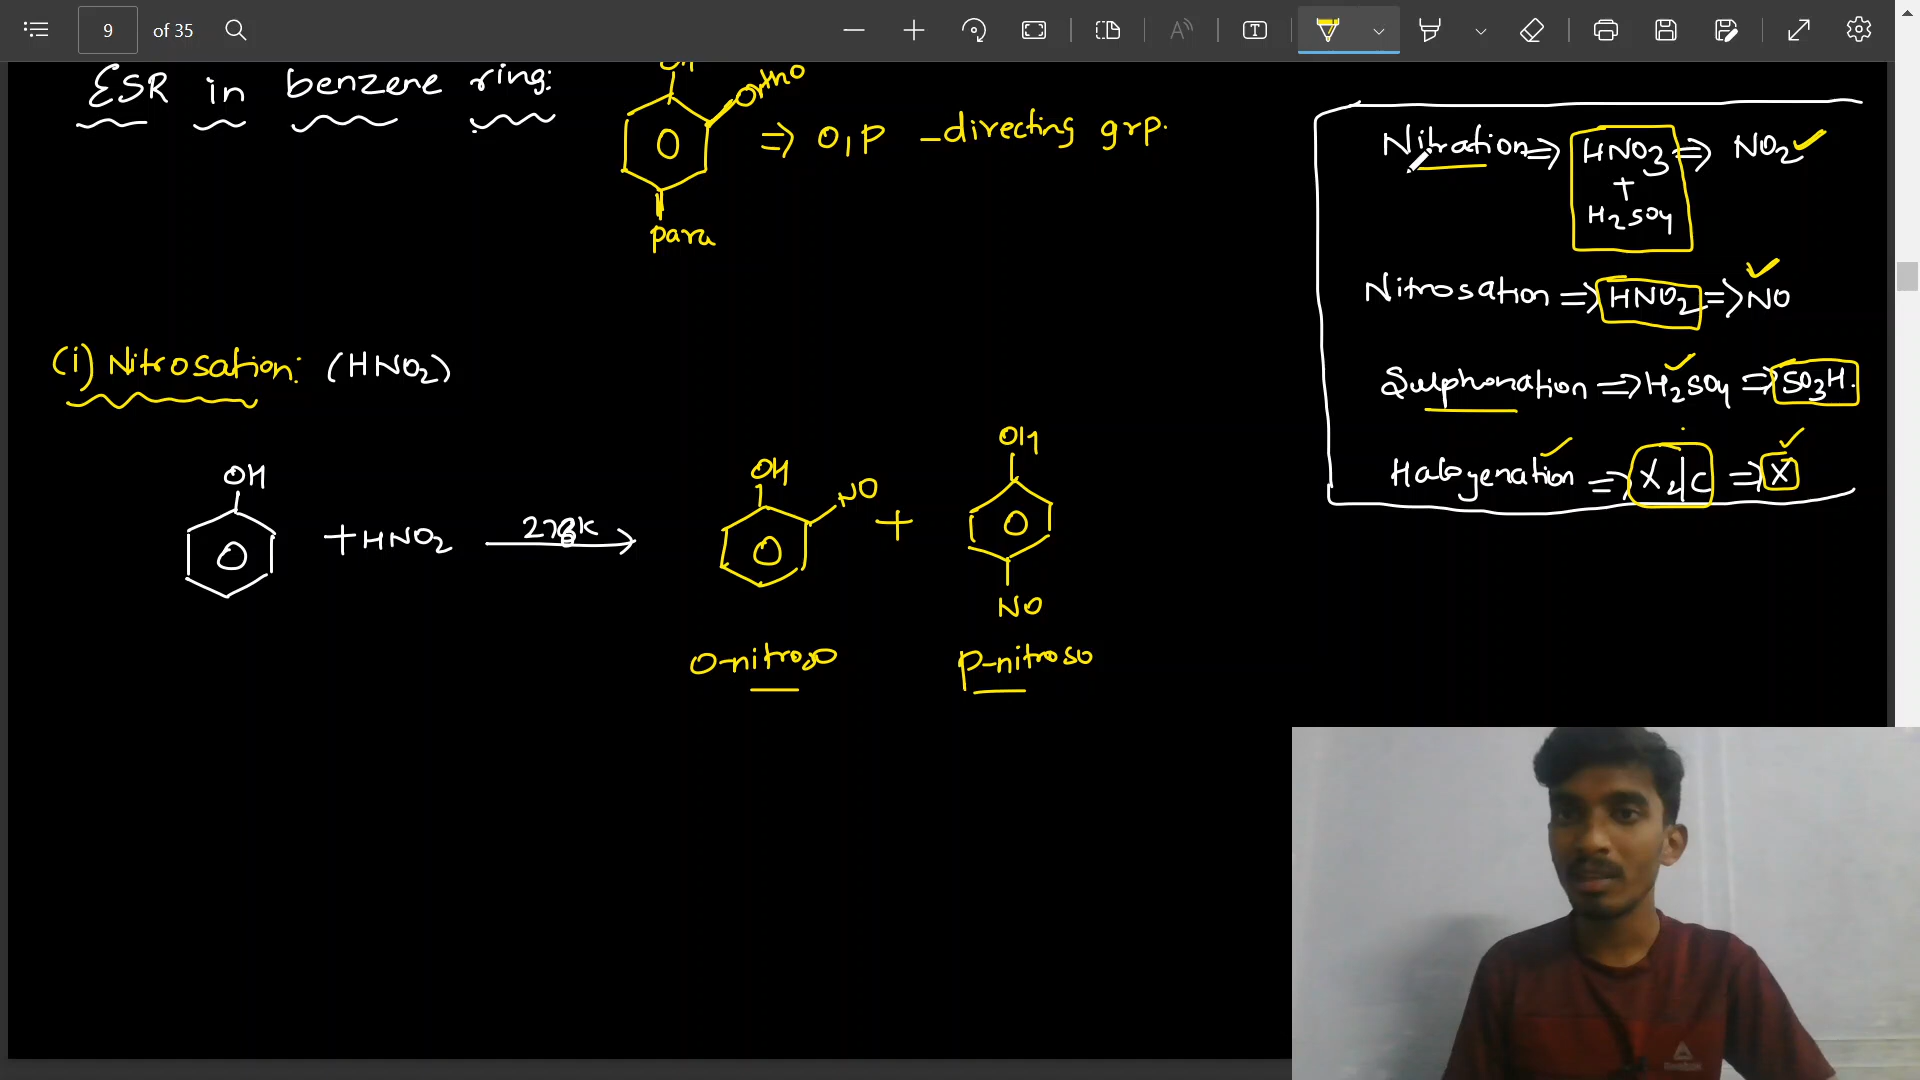 9 of 35
ESR in benzene ring:
Ortho
⇒ O,P -directing grp.
para
Nitration ⇒ HNO3 ⇒ NO2
+
H2SO4
Nitrosation ⇒ HNO2 ⇒ NO
Sulphonation ⇒ H2SO4 ⇒ SO3H.
Halogenation ⇒ X2|C ⇒ X
(i) Nitrosation: (HNO2)
OH
+ HNO2
278K
OH
NO
+
OH
NO
O-nitroso
P-nitroso